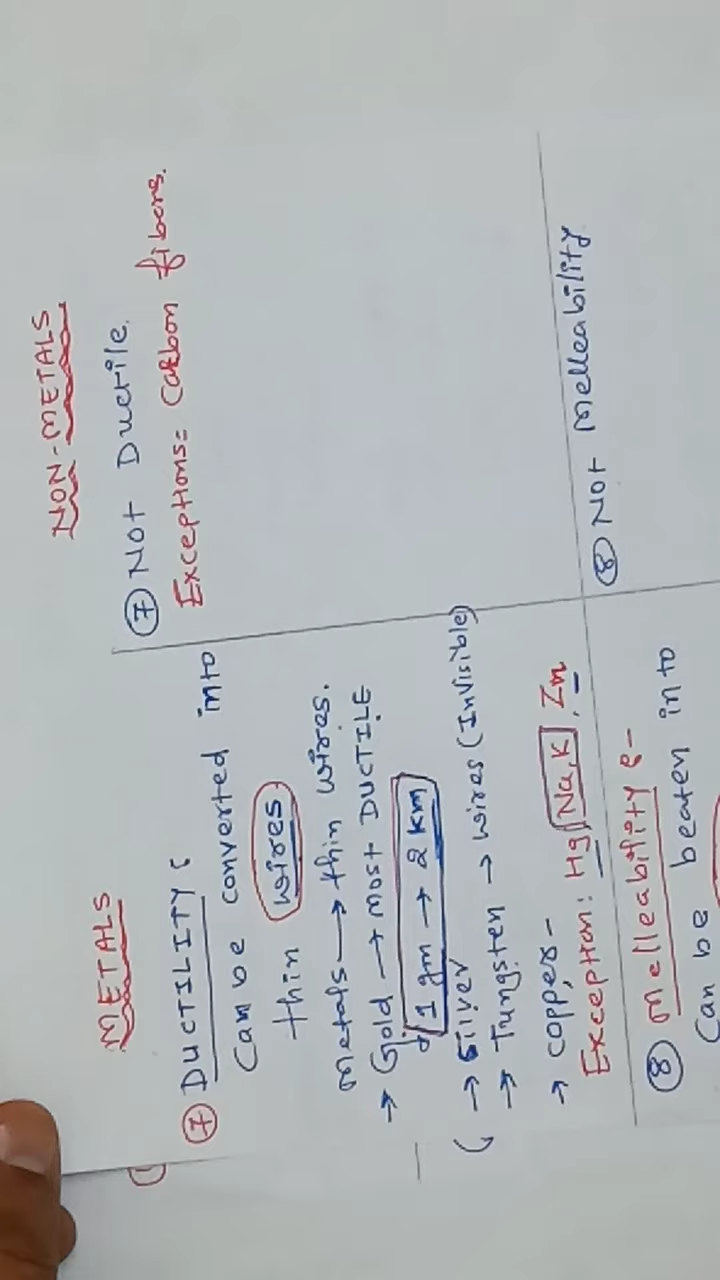 METALS
⑦ DUCTILITY:
Can be converted into
thin wires.
Metals → thin wires.
→ Gold → most DUCTILE
1 gm → 2 km
→ Silver
→ Tungsten → wires (Invisible)
→ copper -
Exception: Hg, Na, K, Zn
⑧ Melleability :-
Can be beaten into
NON-METALS
⑦ Not Ductile.
Exceptions = Carbon fibers.
⑧ Not Melleability